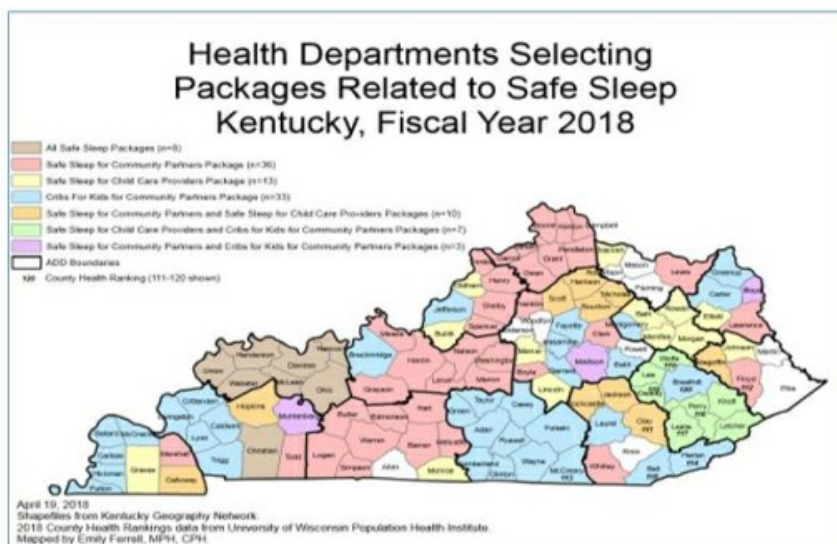 Health Departments Selecting
Packages Related to Safe Sleep
Kentucky, Fiscal Year 2018
All Safe Sleep Packages (n=8)
Safe Sleep for Community Partners Package (n=36)
Safe Sleep for Child Care Providers Package (n=13)
Cribs For Kids for Community Partners Package (n=33)
Safe Sleep for Community Partners and Safe Sleep for Child Care Providers Packages (n=10)
Safe Sleep for Child Care Providers and Cribs for Kids for Community Partners Packages (n=7)
Safe Sleep for Community Partners and Cribs for Kids for Community Partners Packages (n=3)
ADD Boundaries
120 County Health Ranking (111-120 shown)
Campbell
Pendleton
Grant
Owen
Mason
Lewis
Fleming
Greenup
Carter
Henry
Oldham
Shelby
Jefferson
Spencer
Bullitt
Scott
Harrison
Bourbon
Nicholas
Bath
Rowan
Elliott
Lawrence
Woodford
Fayette
Montgomery
Menifee
Morgan
Johnson
Martin
Mercer
Clark
Powell
Wolfe
Magoffin
Floyd
Pike
Boyle
Garrard
Madison
Estill
Lee
Breathitt
Knott
Perry
Letcher
Leslie
Lincoln
Jackson
Clay
Laurel
Knox
Whitley
Bell
Harlan
Meade
Breckinridge
Hardin
Nelson
Washington
Marion
Larue
Grayson
Henderson
Daviess
Hancock
Union
Webster
McLean
Ohio
Hopkins
Muhlenberg
Butler
Edmonson
Hart
Warren
Barren
Logan
Simpson
Allen
Monroe
Todd
Christian
Trigg
Lyon
Caldwell
Crittenden
Livingston
Ballard
McCracken
Carlisle
Hickman
Fulton
Graves
Marshall
Calloway
Taylor
Casey
Green
Adair
Russell
Pulaski
Wayne
Clinton
McCreary
April 19, 2018
Shapefiles from Kentucky Geography Network.
2018 County Health Rankings data from University of Wisconsin Population Health Institute.
Mapped by Emily Ferrell, MPH, CPH.